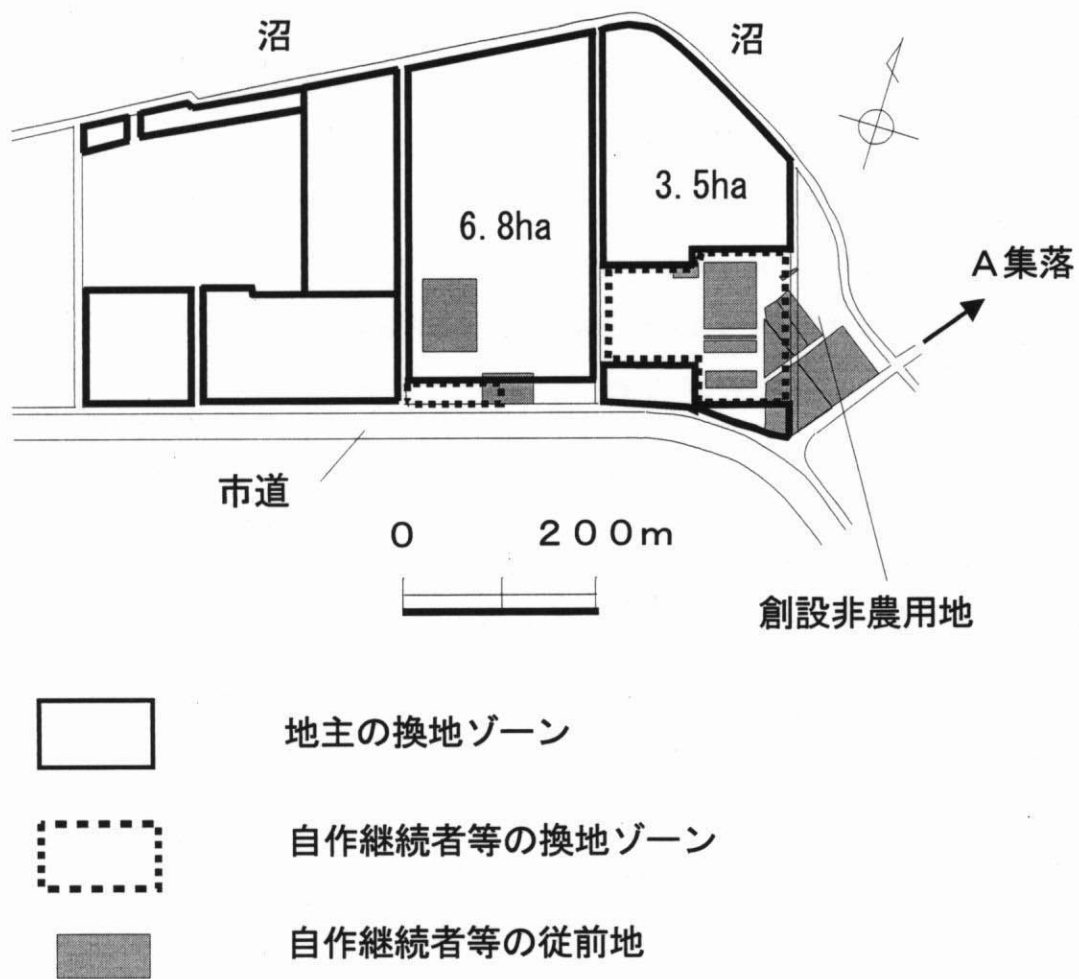 沼
沼
3.5ha
6.8ha
A集落
市道
0 200m
創設非農用地
地主の換地ゾーン
自作継続者等の換地ゾーン
自作継続者等の従前地